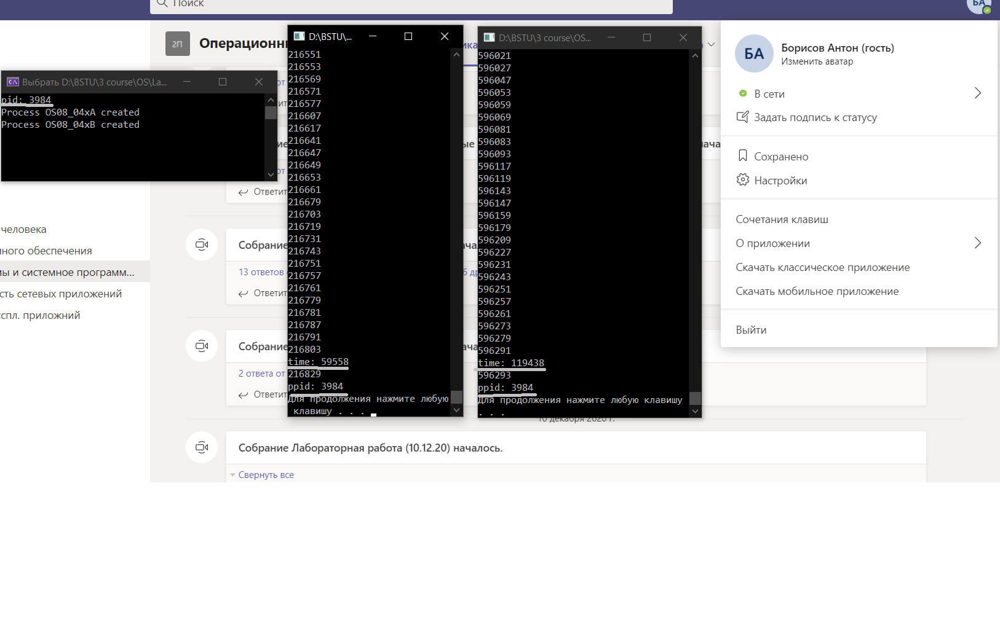 Поиск
БА
2П
Операционн
D:\BSTU\...
216551
216553
216569
216571
216577
216607
216617
216641
216647
216649
216653
216661
216679
216703
216719
216731
216743
216751
216757
216761
216779
216781
216787
216791
216803
time: 59558
216829
ppid: 3984
Для продолжения нажмите любую
клавишу . . .
D:\BSTU\3 course\OS...
596021
596027
596047
596053
596059
596069
596081
596083
596093
596117
596119
596143
596147
596159
596179
596209
596227
596231
596243
596251
596257
596261
596273
596279
596291
time: 119438
596293
ppid: 3984
Для продолжения нажмите любую клавишу
. . .
Выбрать D:\BSTU\3 course\OS\La...
pid: 3984
Process OS08_04xA created
Process OS08_04xB created
БА
Борисов Антон (гость)
Изменить аватар
В сети
Задать подпись к статусу
Сохранено
Настройки
Сочетания клавиш
О приложении
Скачать классическое приложение
Скачать мобильное приложение
Выйти
человека
ного обеспечения
ы и системное программ...
сть сетевых приложений
спл. приложний
Ответит
Собрание
13 ответов
Ответит
Собрание
2 ответа от
Ответит
10 декабря 2020 г.
Собрание Лабораторная работа (10.12.20) началось.
Свернуть все